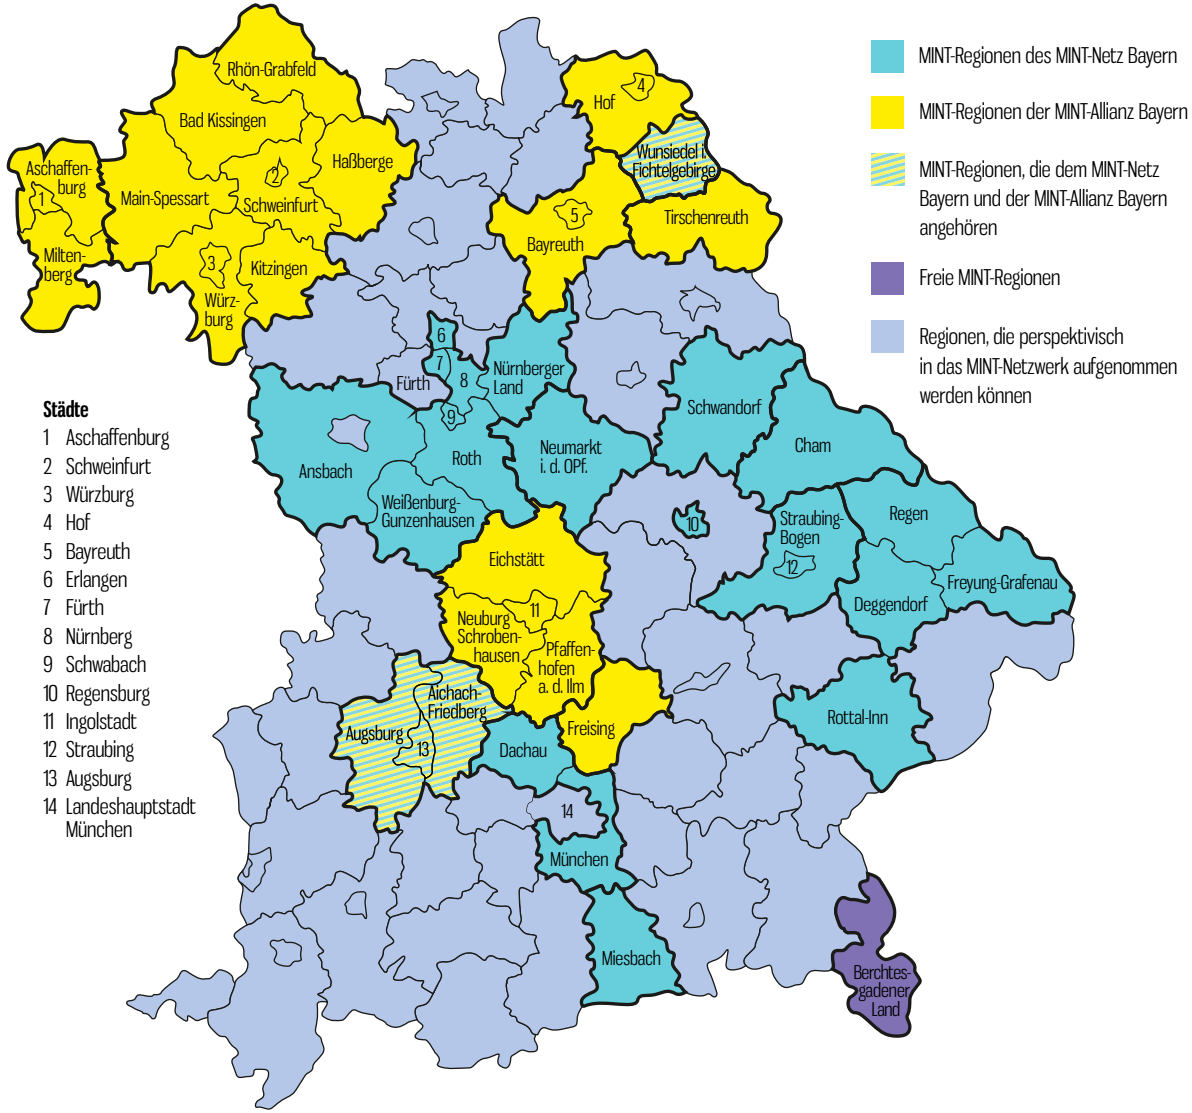 MINT-Regionen des MINT-Netz Bayern
MINT-Regionen der MINT-Allianz Bayern
MINT-Regionen, die dem MINT-Netz
Bayern und der MINT-Allianz Bayern
angehören
Freie MINT-Regionen
Regionen, die perspektivisch
in das MINT-Netzwerk aufgenommen
werden können
Rhön-Grabfeld
Bad Kissingen
Haßberge
Aschaffen-
burg
1
Main-Spessart
2
Schweinfurt
Milten-
berg
3
Würz-
burg
Kitzingen
Hof
4
Wunsiedel i.
Fichtelgebirge
Tirschenreuth
5
Bayreuth
6
7
8
Fürth
9
Nürnberger
Land
Ansbach
Roth
Neumarkt
i. d. OPf.
Weißenburg-
Gunzenhausen
Schwandorf
Cham
10
Straubing-
Bogen
12
Regen
Deggendorf
Freyung-Grafenau
Rottal-Inn
Eichstätt
11
Neuburg
Schroben-
hausen
Pfaffen-
hofen
a. d. Ilm
Freising
Aichach-
Friedberg
Augsburg
13
Dachau
14
München
Miesbach
Berchtes-
gadener
Land
Städte
1 Aschaffenburg
2 Schweinfurt
3 Würzburg
4 Hof
5 Bayreuth
6 Erlangen
7 Fürth
8 Nürnberg
9 Schwabach
10 Regensburg
11 Ingolstadt
12 Straubing
13 Augsburg
14 Landeshauptstadt
München